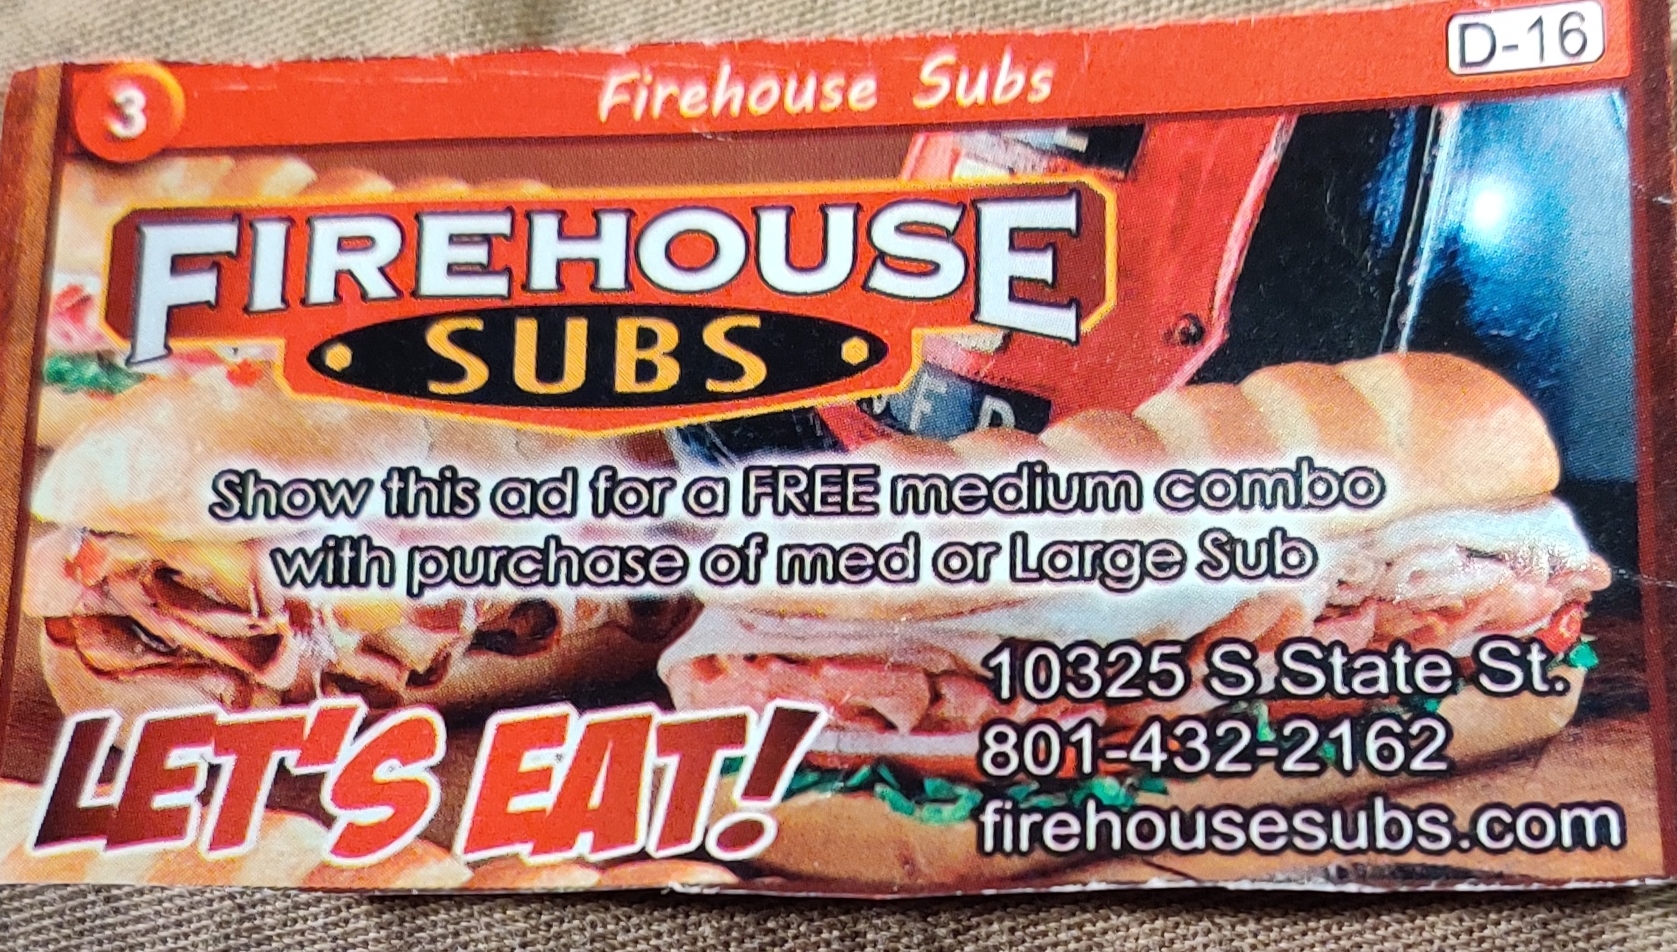 3
Firehouse Subs
D-16
FIREHOUSE
SUBS
F D
Show this ad for a FREE medium combo
with purchase of med or Large Sub
10325 S State St.
801-432-2162
firehousesubs.com
LET'S EAT!